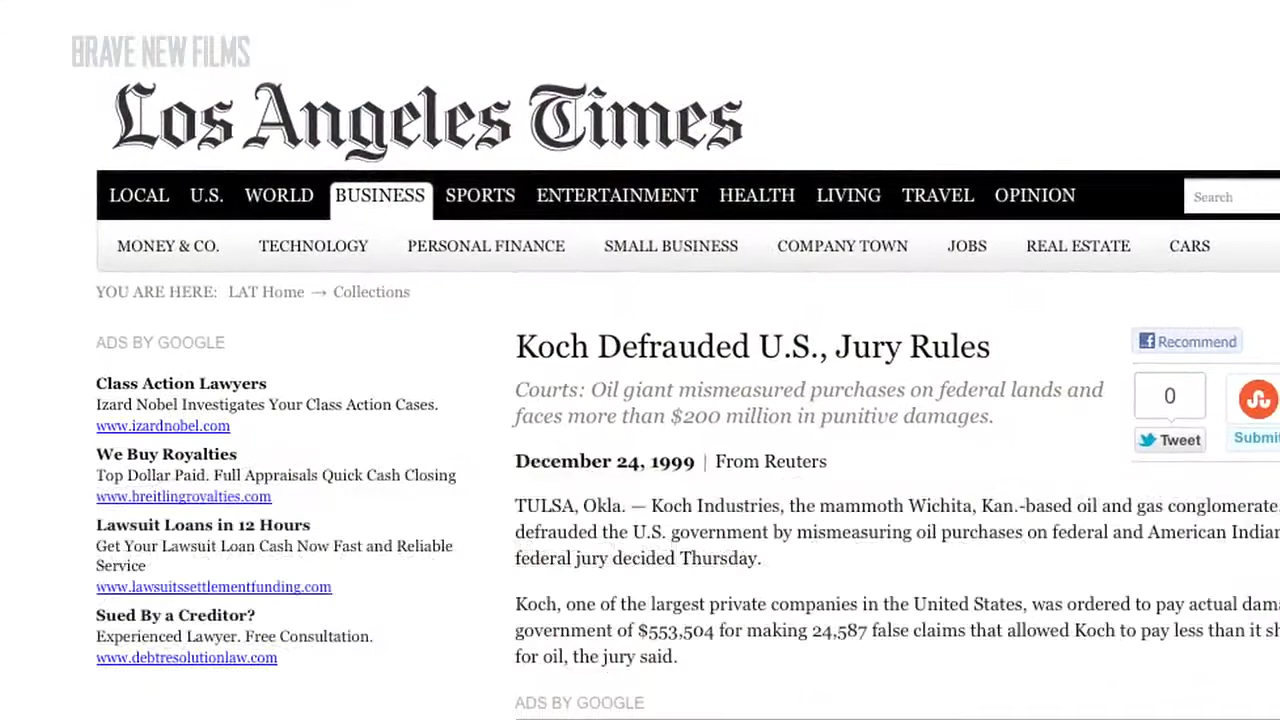 BRAVE NEW FILMS
Los Angeles Times
LOCAL U.S. WORLD BUSINESS SPORTS ENTERTAINMENT HEALTH LIVING TRAVEL OPINION
Search
MONEY & CO. TECHNOLOGY PERSONAL FINANCE SMALL BUSINESS COMPANY TOWN JOBS REAL ESTATE CARS
YOU ARE HERE: LAT Home → Collections
ADS BY GOOGLE
Class Action Lawyers
Izard Nobel Investigates Your Class Action Cases.
www.izardnobel.com
We Buy Royalties
Top Dollar Paid. Full Appraisals Quick Cash Closing
www.breitlingroyalties.com
Lawsuit Loans in 12 Hours
Get Your Lawsuit Loan Cash Now Fast and Reliable
Service
www.lawsuitssettlementfunding.com
Sued By a Creditor?
Experienced Lawyer. Free Consultation.
www.debtresolutionlaw.com
Koch Defrauded U.S., Jury Rules
Courts: Oil giant mismeasured purchases on federal lands and
faces more than $200 million in punitive damages.
December 24, 1999 | From Reuters
TULSA, Okla. — Koch Industries, the mammoth Wichita, Kan.-based oil and gas conglomerate,
defrauded the U.S. government by mismeasuring oil purchases on federal and American Indian
federal jury decided Thursday.
Koch, one of the largest private companies in the United States, was ordered to pay actual dam
government of $553,504 for making 24,587 false claims that allowed Koch to pay less than it sh
for oil, the jury said.
ADS BY GOOGLE
Recommend
0
Tweet
Submit